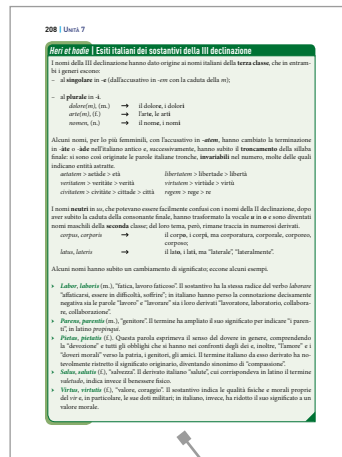 208 | Unità 7
Heri et hodie | Esiti italiani dei sostantivi della III declinazione
I nomi della III declinazione hanno dato origine ai nomi italiani della terza classe, che in entram-
bi i generi escono:
– al singolare in -e (dall'accusativo in -em con la caduta della m);
– al plurale in -i.
dolore(m), (m.) → il dolore, i dolori
arte(m), (f.) → l'arte, le arti
nomen, (n.) → il nome, i nomi
Alcuni nomi, per lo più femminili, con l'accusativo in -atem, hanno cambiato la terminazione
in -àte o -àde nell'italiano antico e, successivamente, hanno subito il troncamento della sillaba
finale: si sono così originate le parole italiane tronche, invariabili nel numero, molte delle quali
indicano entità astratte.
aetatem > aetàde > età libertatem > libertade > libertà
veritatem > veritàte > verità virtutem > virtùde > virtù
civitatem > civitàte > cittade > città regem > rege > re
I nomi neutri in us, che potevano essere facilmente confusi con i nomi della II declinazione, dopo
aver subito la caduta della consonante finale, hanno trasformato la vocale u in o e sono diventati
nomi maschili della seconda classe; del loro tema, però, rimane traccia in numerosi derivati.
corpus, corporis → il corpo, i corpi, ma corporatura, corporale, corporeo,
corposo;
latus, lateris → il lato, i lati, ma "laterale", "lateralmente".
Alcuni nomi hanno subito un cambiamento di significato; eccone alcuni esempi.
Labor, laboris (m.), "fatica, lavoro faticoso". Il sostantivo ha la stessa radice del verbo laborare
"affaticarsi, essere in difficoltà, soffrire"; in italiano hanno perso la connotazione decisamente
negativa sia le parole "lavoro" e "lavorare" sia i loro derivati "lavoratore, laboratorio, collabora-
re, collaborazione".
Parens, parentis (m.), "genitore". Il termine ha ampliato il suo significato per indicare "i paren-
ti", in latino propinqui.
Pietas, pietatis (f.). Questa parola esprimeva il senso del dovere in genere, comprendendo
la "devozione" e tutti gli obblighi che si hanno nei confronti degli dei e, inoltre, "l'amore" e i
"doveri morali" verso la patria, i genitori, gli amici. Il termine italiano da esso derivato ha no-
tevolmente ristretto il significato originario, diventando sinonimo di "compassione".
Salus, salutis (f.), "salvezza". Il derivato italiano "salute", cui corrispondeva in latino il termine
valetudo, indica invece il benessere fisico.
Virtus, virtutis (f.), "valore, coraggio". Il sostantivo indica le qualità fisiche e morali proprie
del vir e, in particolare, le sue doti militari; in italiano, invece, ha ridotto il suo significato a un
valore morale.